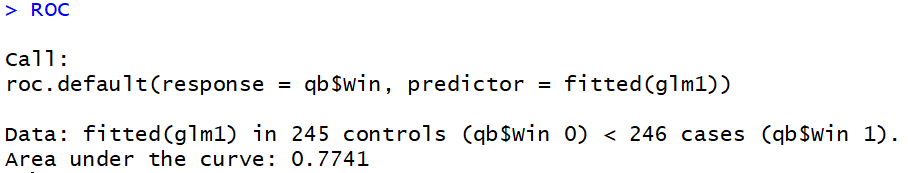 > ROC
Call:
roc.default(response = qb$win, predictor = fitted(glm1))
Data: fitted(glm1) in 245 controls (qb$win 0) < 246 cases (qb$win 1).
Area under the curve: 0.7741